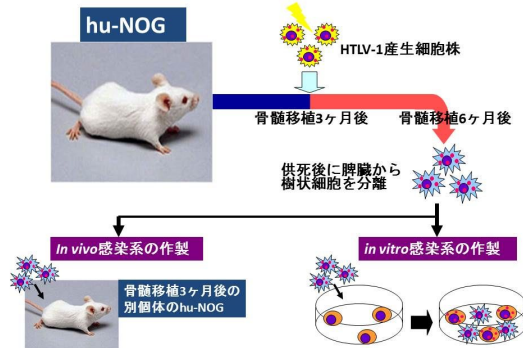 hu-NOG
HTLV-1産生細胞株
骨髄移植3ヶ月後
骨髄移植6ヶ月後
供死後に脾臓から
樹状細胞を分離
In vivo感染系の作製
in vitro感染系の作製
骨髄移植3ヶ月後の
別個体のhu-NOG